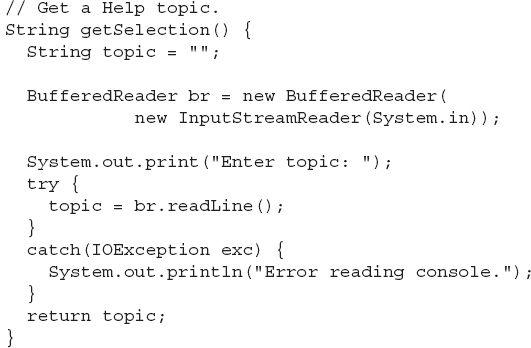 // Get a Help topic.
String getSelection() {
  String topic = "";

  BufferedReader br = new BufferedReader(
            new InputStreamReader(System.in));

  System.out.print("Enter topic: ");
  try {
    topic = br.readLine();
  }
  catch(IOException exc) {
    System.out.println("Error reading console.");
  }
  return topic;
}